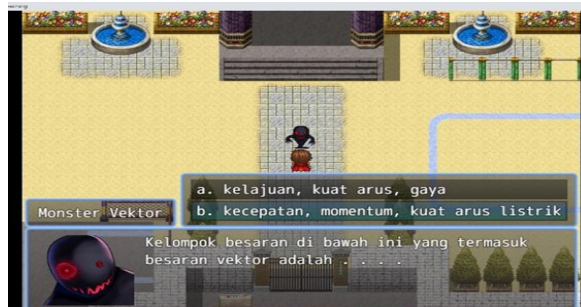 a. kelajuan, kuat arus, gaya
b. kecepatan, momentum, kuat arus listrik
Monster Vektor
Kelompok besaran di bawah ini yang termasuk
besaran vektor adalah . . . .